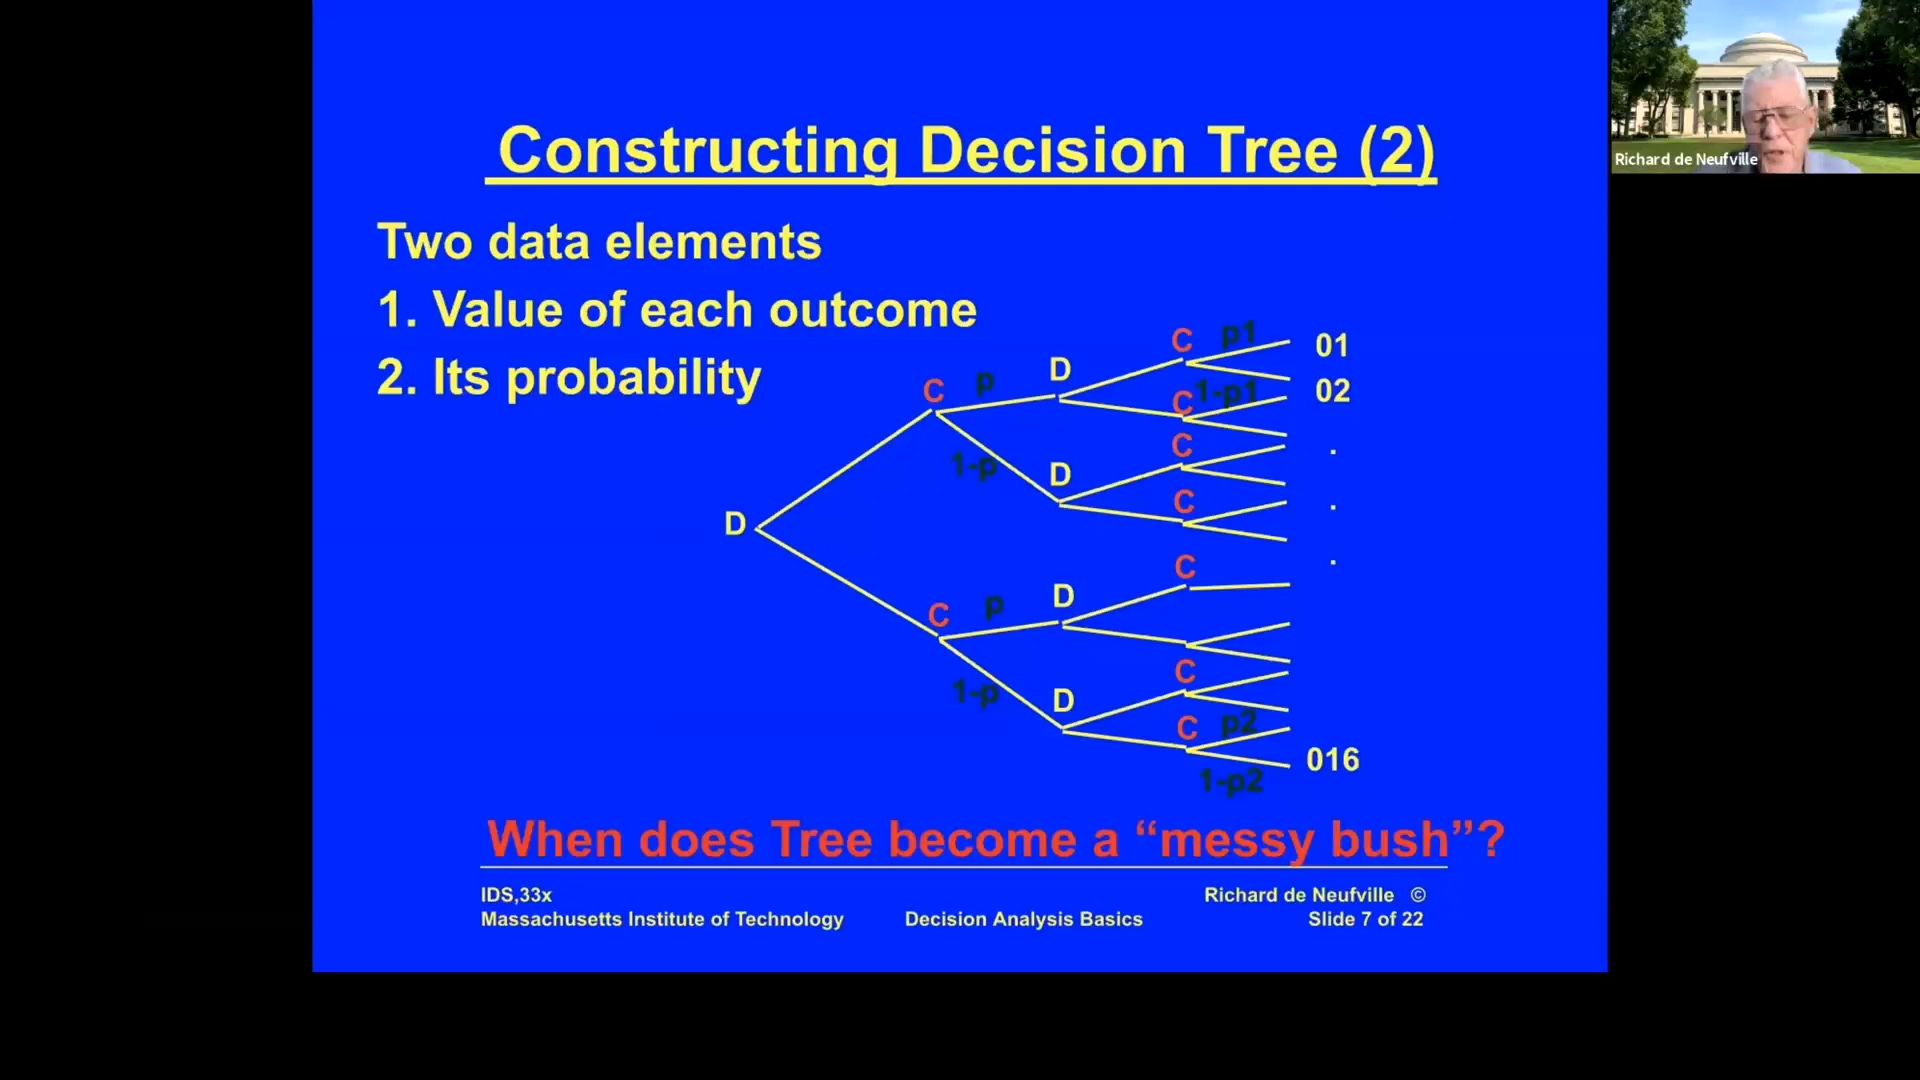 Constructing Decision Tree (2)
Richard de Neufville
Two data elements
1. Value of each outcome
2. Its probability
C p1 01
D
C p
1-p1 02
C
C
1-p D
C
D
C
C p D
C
1-p D
C p2
016
1-p2
When does Tree become a “messy bush”?
IDS,33x
Richard de Neufville ©
Massachusetts Institute of Technology
Decision Analysis Basics
Slide 7 of 22